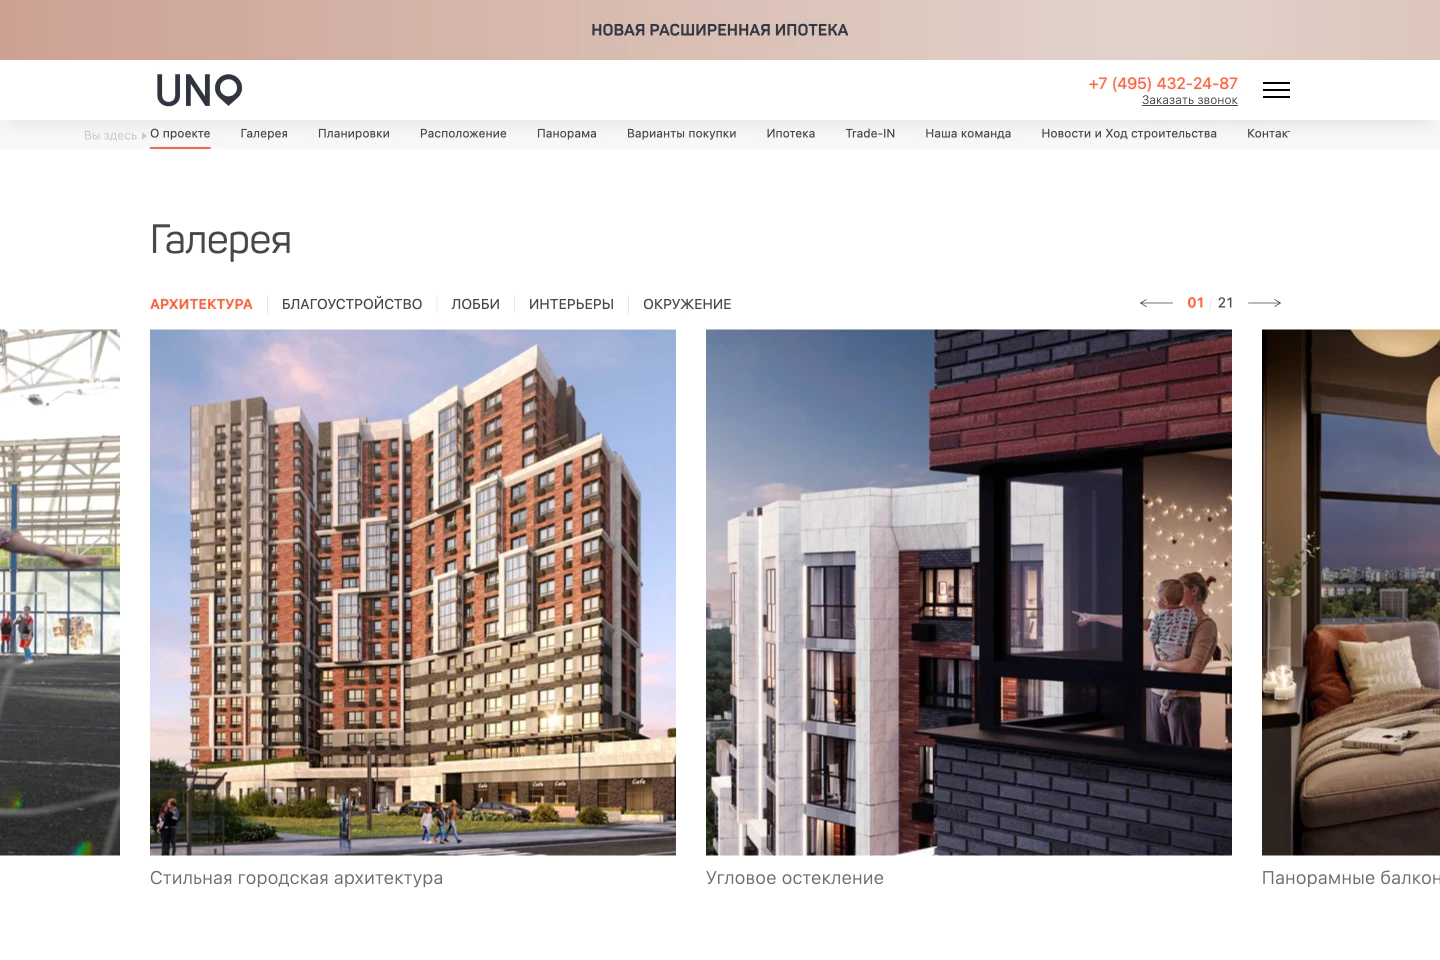 НОВАЯ РАСШИРЕННАЯ ИПОТЕКА
UNO
+7 (495) 432-24-87
Заказать звонок
Вы здесь
О проекте
Галерея
Планировки
Расположение
Панорама
Варианты покупки
Ипотека
Trade-IN
Наша команда
Новости и Ход строительства
Контак
Галерея
АРХИТЕКТУРА
БЛАГОУСТРОЙСТВО
ЛОББИ
ИНТЕРЬЕРЫ
ОКРУЖЕНИЕ
01 / 21
Cafe
Cafe
Стильная городская архитектура
Угловое остекление
Панорамные балкон